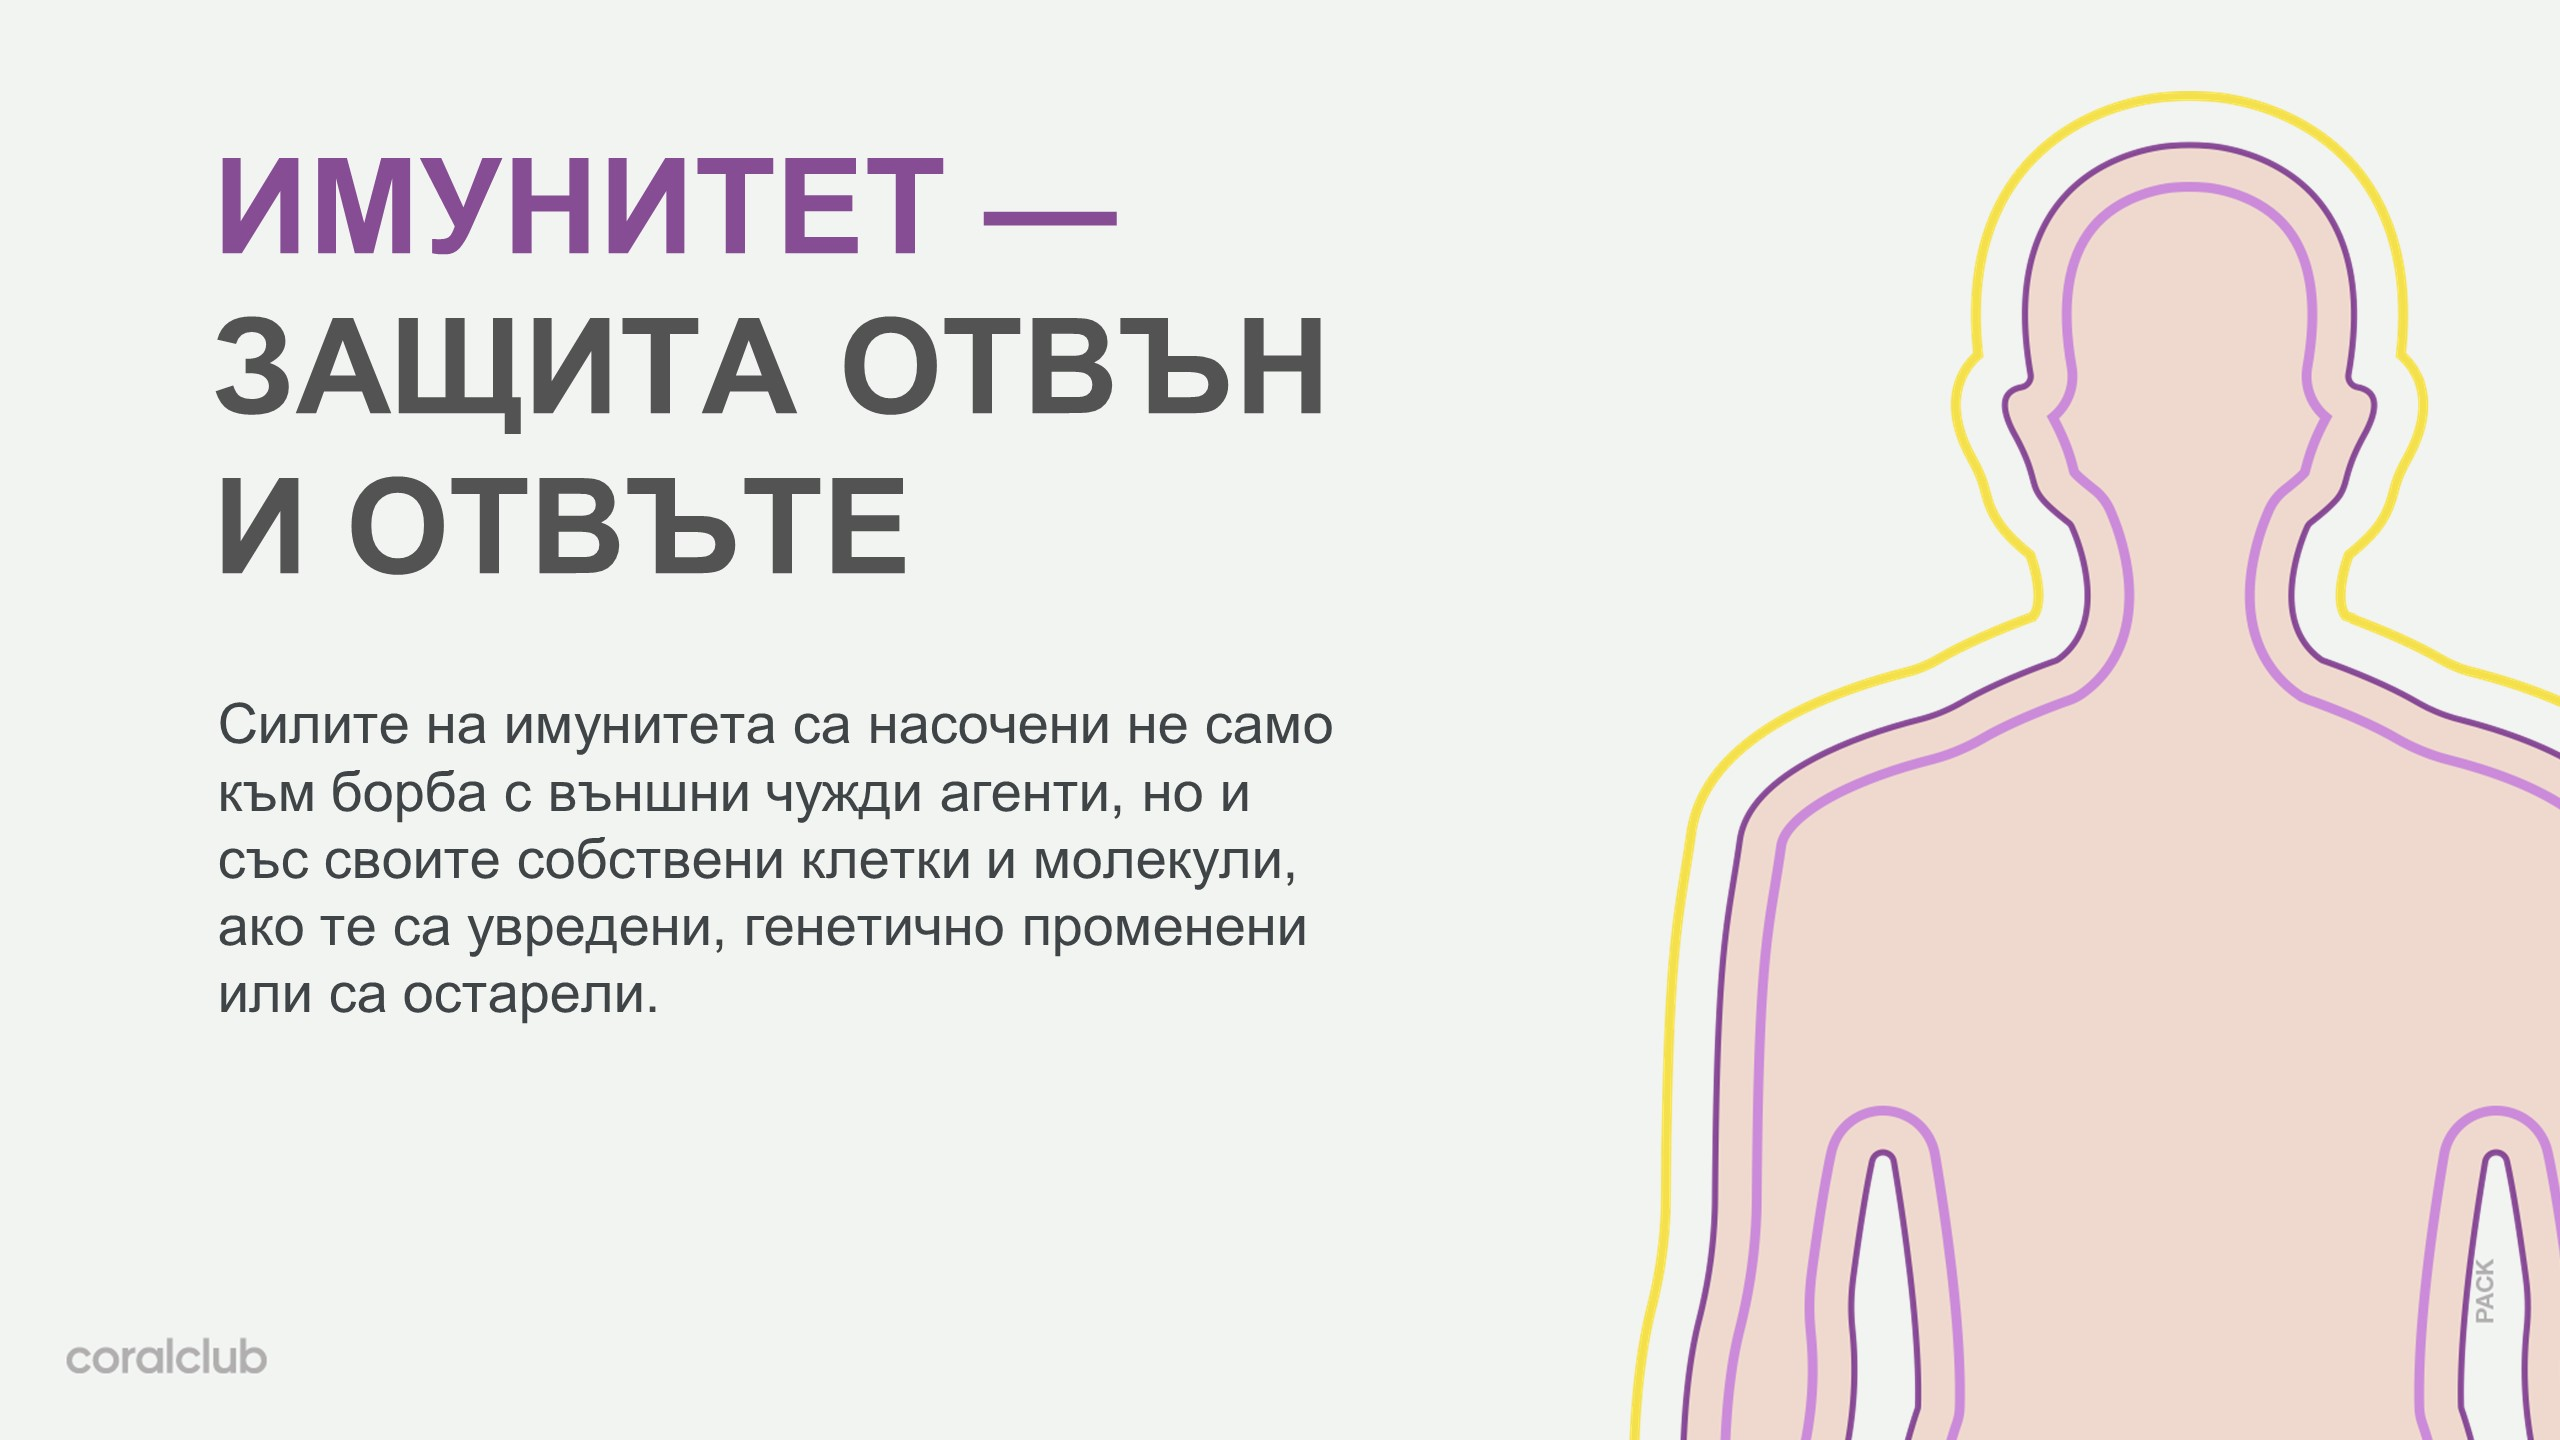 ИМУНИТЕТ —
ЗАЩИТА ОТВЪН
И ОТВЪТЕ
Силите на имунитета са насочени не само
към борба с външни чужди агенти, но и
със своите собствени клетки и молекули,
ако те са увредени, генетично променени
или са остарели.
PACK
coralclub